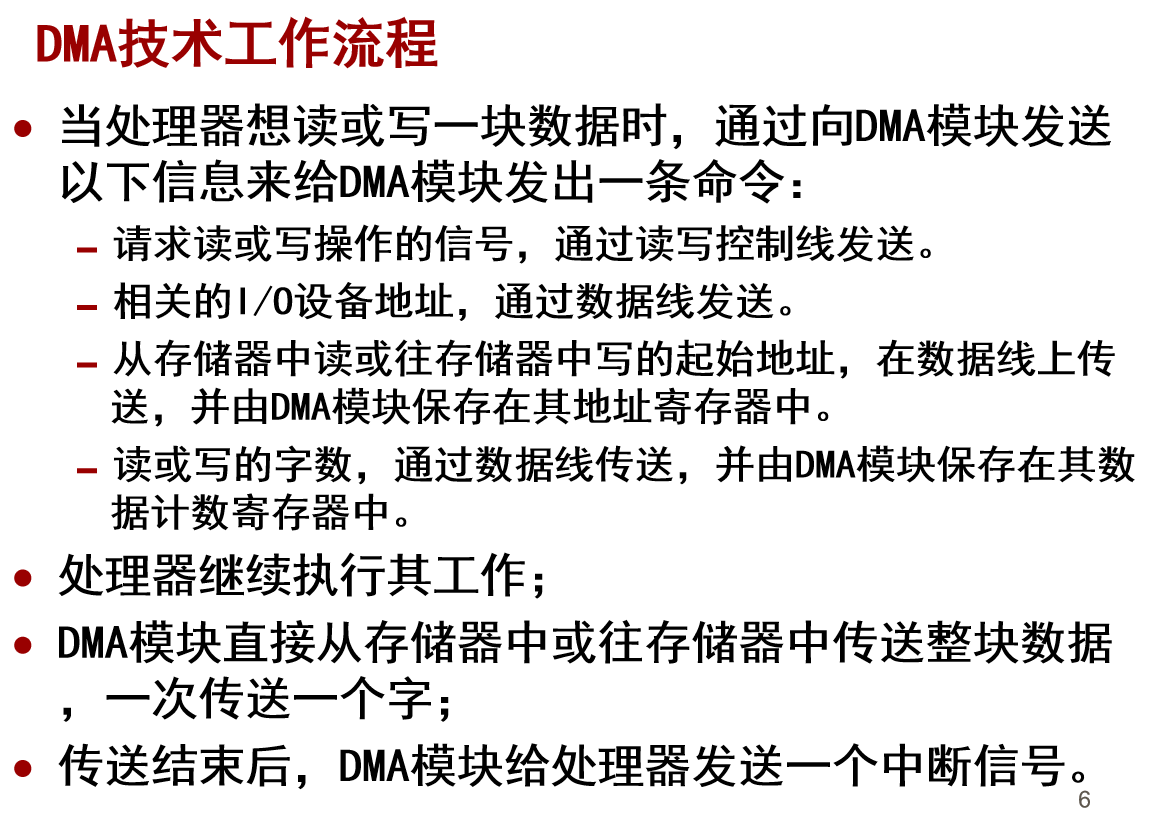 DMA技术工作流程
• 当处理器想读或写一块数据时，通过向DMA模块发送
以下信息来给DMA模块发出一条命令：
– 请求读或写操作的信号，通过读写控制线发送。
– 相关的I/O设备地址，通过数据线发送。
– 从存储器中读或往存储器中写的起始地址，在数据线上传
送，并由DMA模块保存在其地址寄存器中。
– 读或写的字数，通过数据线传送，并由DMA模块保存在其数
据计数寄存器中。
• 处理器继续执行其工作；
• DMA模块直接从存储器中或往存储器中传送整块数据
，一次传送一个字；
• 传送结束后，DMA模块给处理器发送一个中断信号。
6